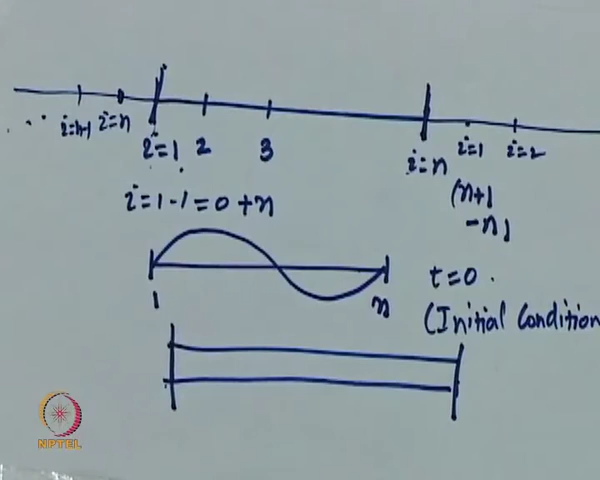 .. i=n-1 i=n i=1 2 3 i=n i=1 i=2
(n+1
-n)
i=1-1=0+n
1 n t=0.
(Initial Condition
NPTEL